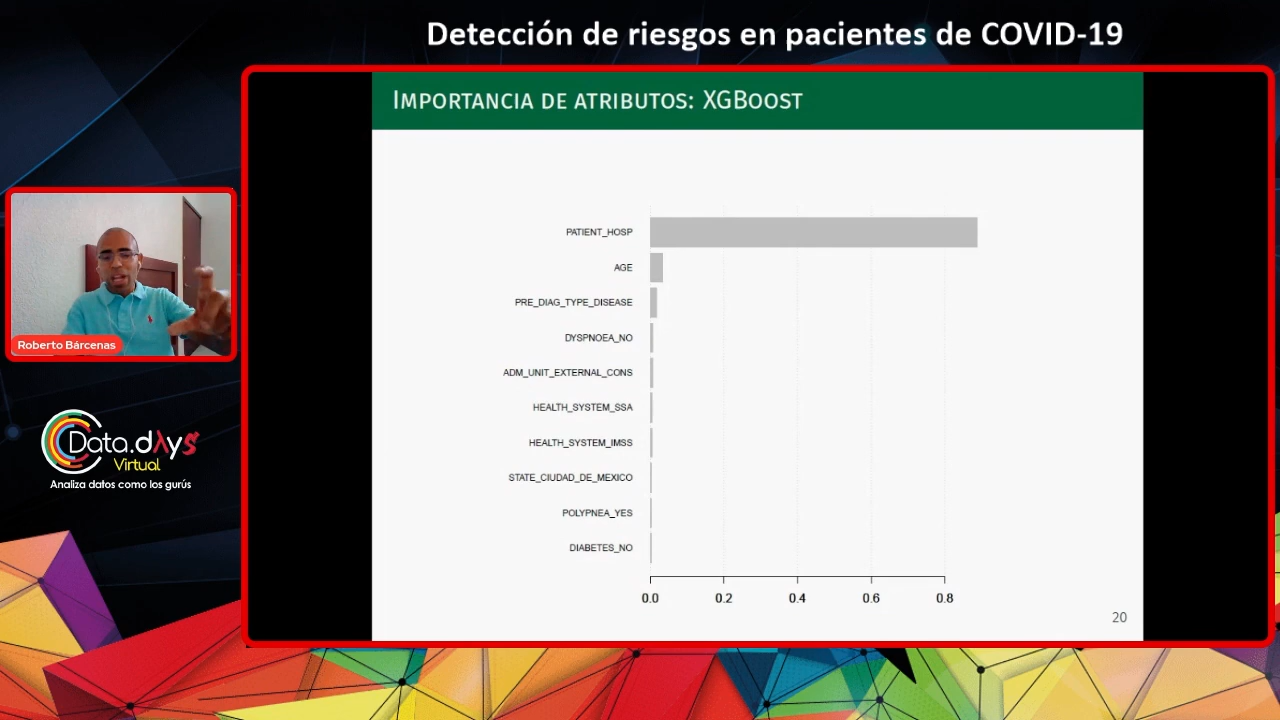 Detección de riesgos en pacientes de COVID-19
IMPORTANCIA DE ATRIBUTOS: XGBOOST
PATIENT_HOSP
AGE
PRE_DIAG_TYPE_DISEASE
DYSPNOEA_NO
ADM_UNIT_EXTERNAL_CONS
HEALTH_SYSTEM_SSA
HEALTH_SYSTEM_IMSS
STATE_CIUDAD_DE_MEXICO
POLYPNEA_YES
DIABETES_NO
0.0 0.2 0.4 0.6 0.8
20
Roberto Bárcenas
Data.dAys
Virtual
Analiza datos como los gurús